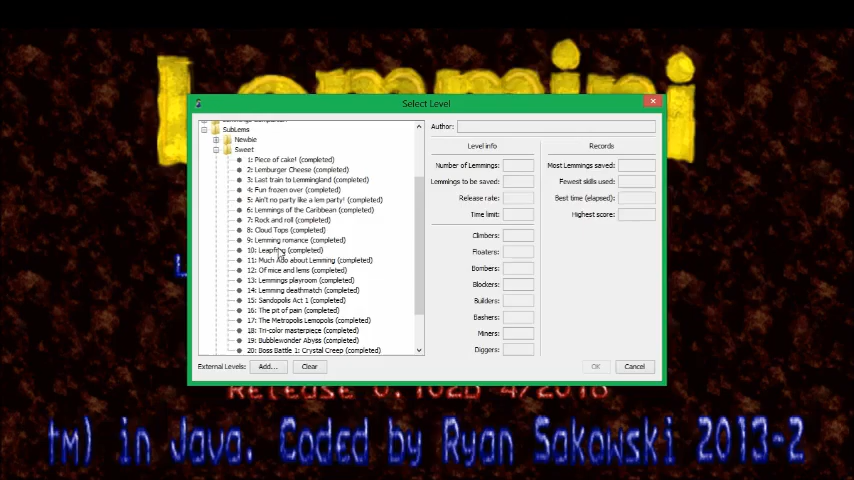 Lemmini
Select Level
SubLems
Newbie
Sweet
1: Piece of cake! (completed)
2: Lemburger Cheese (completed)
3: Last train to Lemmingland (completed)
4: Fun frozen over (completed)
5: Ain't no party like a lem party! (completed)
6: Lemmings of the Caribbean (completed)
7: Rock and roll (completed)
8: Cloud Tops (completed)
9: Lemming romance (completed)
10: Leapfrog (completed)
11: Much Ado about Lemming (completed)
12: Of mice and lems (completed)
13: Lemmings playroom (completed)
14: Lemming deathmatch (completed)
15: Sandopolis Act 1 (completed)
16: The pit of pain (completed)
17: The Metropolis Lemopolis (completed)
18: Tri-color masterpiece (completed)
19: Bubblewonder Abyss (completed)
20: Boss Battle 1: Crystal Creep (completed)
External Levels: Add... Clear
Author:
Level info
Number of Lemmings:
Lemmings to be saved:
Release rate:
Time limit:
Climbers:
Floaters:
Bombers:
Blockers:
Builders:
Bashers:
Miners:
Diggers:
Records
Most Lemmings saved:
Fewest skills used:
Best time (elapsed):
Highest score:
OK Cancel
tm) in Java. Coded by Ryan Sakowski 2013-2